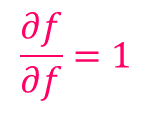 ∂f/∂f = 1